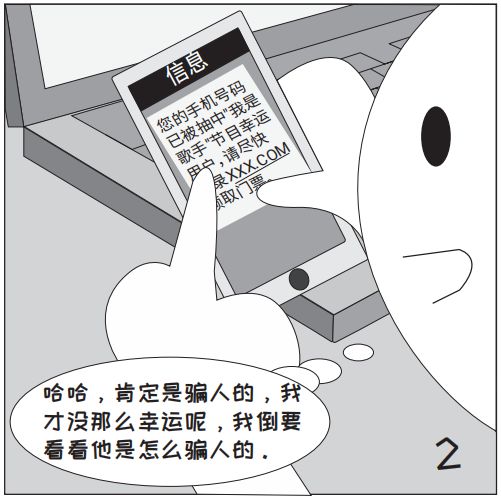 信息
您的手机号码
已被抽中"我是
歌手"节目幸运
用户,请尽快
录XXX.COM
领取门票。
哈哈，肯定是骗人的，我
才没那么幸运呢，我倒要
看看他是怎么骗人的．
2